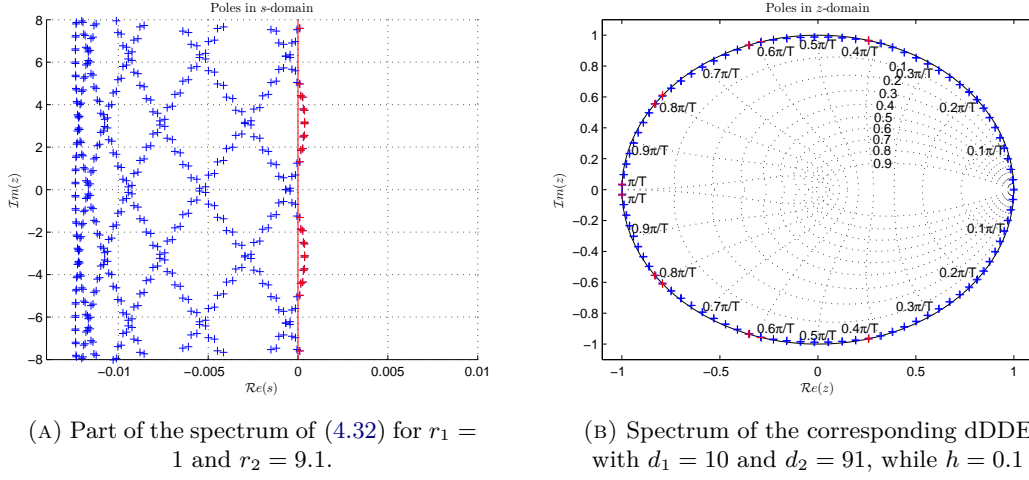 Poles in s-domain
8
6
4
2
0
−2
−4
−6
−8
Im(z)
−0.01
−0.005
0
0.005
0.01
Re(s)
Poles in z-domain
1
0.8
0.6
0.4
0.2
0
−0.2
−0.4
−0.6
−0.8
−1
Im(z)
0.5π/T
0.6π/T
0.4π/T
0.7π/T
0.1
0.3π/T
0.2
0.8π/T
0.3
0.2π/T
0.4
0.5
0.6
0.7
0.9π/T
0.8
0.1π/T
0.9
π/T
π/T
0.9π/T
0.1π/T
0.8π/T
0.2π/T
0.7π/T
0.3π/T
0.6π/T
0.4π/T
0.5π/T
−1
−0.5
0
0.5
1
Re(z)
(A) Part of the spectrum of (4.32) for r₁ =
1 and r₂ = 9.1.
(B) Spectrum of the corresponding dDDE
with d₁ = 10 and d₂ = 91, while h = 0.1